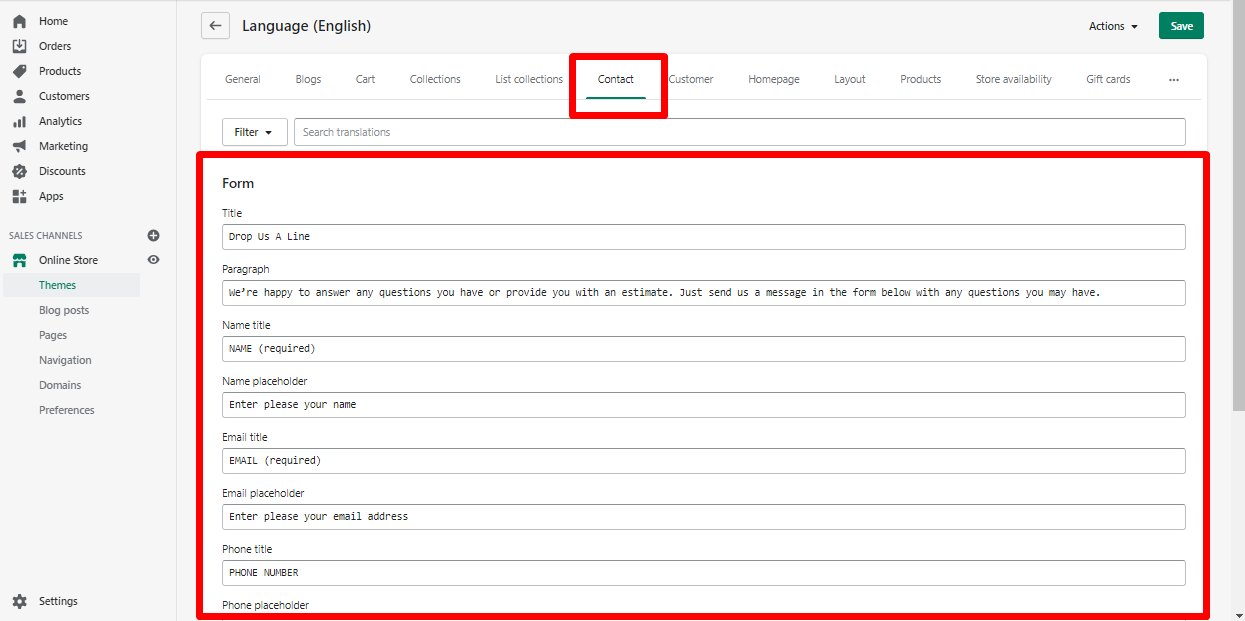 Home
Orders
Products
Customers
Analytics
Marketing
Discounts
Apps
SALES CHANNELS
Online Store
Themes
Blog posts
Pages
Navigation
Domains
Preferences
Settings
Language (English)
Actions
Save
General Blogs Cart Collections List collections Contact Customer Homepage Layout Products Store availability Gift cards ...
Filter
Search translations
Form
Title
Drop Us A Line
Paragraph
We’re happy to answer any questions you have or provide you with an estimate. Just send us a message in the form below with any questions you may have.
Name title
NAME (required)
Name placeholder
Enter please your name
Email title
EMAIL (required)
Email placeholder
Enter please your email address
Phone title
PHONE NUMBER
Phone placeholder